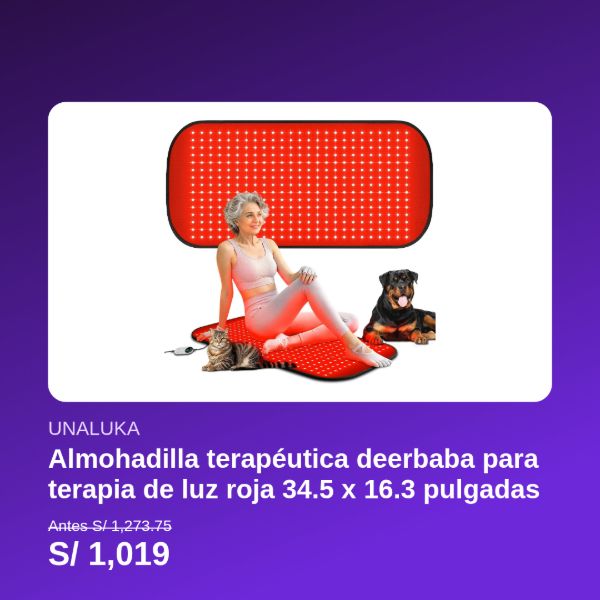 UNALUKA
Almohadilla terapéutica deerbaba para
terapia de luz roja 34.5 x 16.3 pulgadas
Antes S/ 1,273.75
S/ 1,019